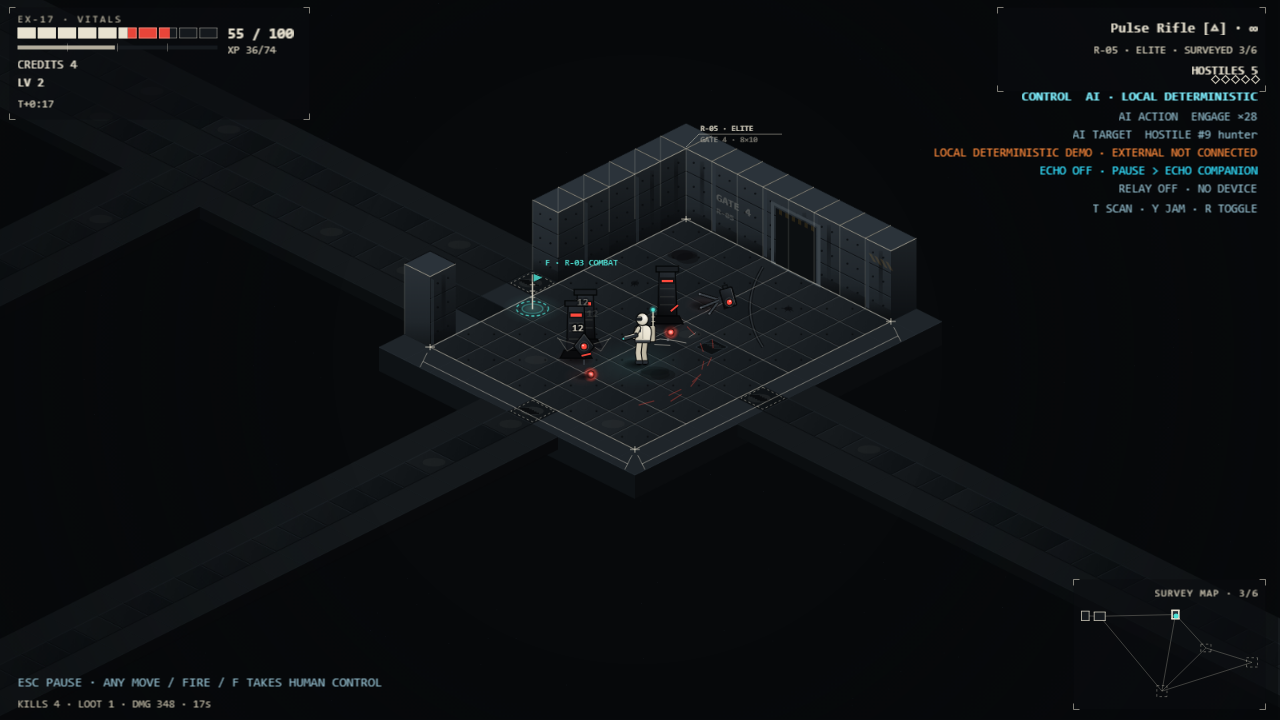 EX-17 · VITALS
55 / 100
XP 36/74
CREDITS 4
LV 2
T+0:17
Pulse Rifle [△] · ∞
R-05 · ELITE · SURVEYED 3/6
HOSTILES 5
CONTROL AI · LOCAL DETERMINISTIC
AI ACTION ENGAGE ×28
AI TARGET HOSTILE #9 hunter
LOCAL DETERMINISTIC DEMO · EXTERNAL NOT CONNECTED
ECHO OFF · PAUSE > ECHO COMPANION
RELAY OFF · NO DEVICE
T SCAN · Y JAM · R TOGGLE
R-05 · ELITE
GATE 4 · 8×10
GATE 4
R-05
F · R-03 COMBAT
12
12
SURVEY MAP · 3/6
ESC PAUSE · ANY MOVE / FIRE / F TAKES HUMAN CONTROL
KILLS 4 · LOOT 1 · DMG 348 · 17s